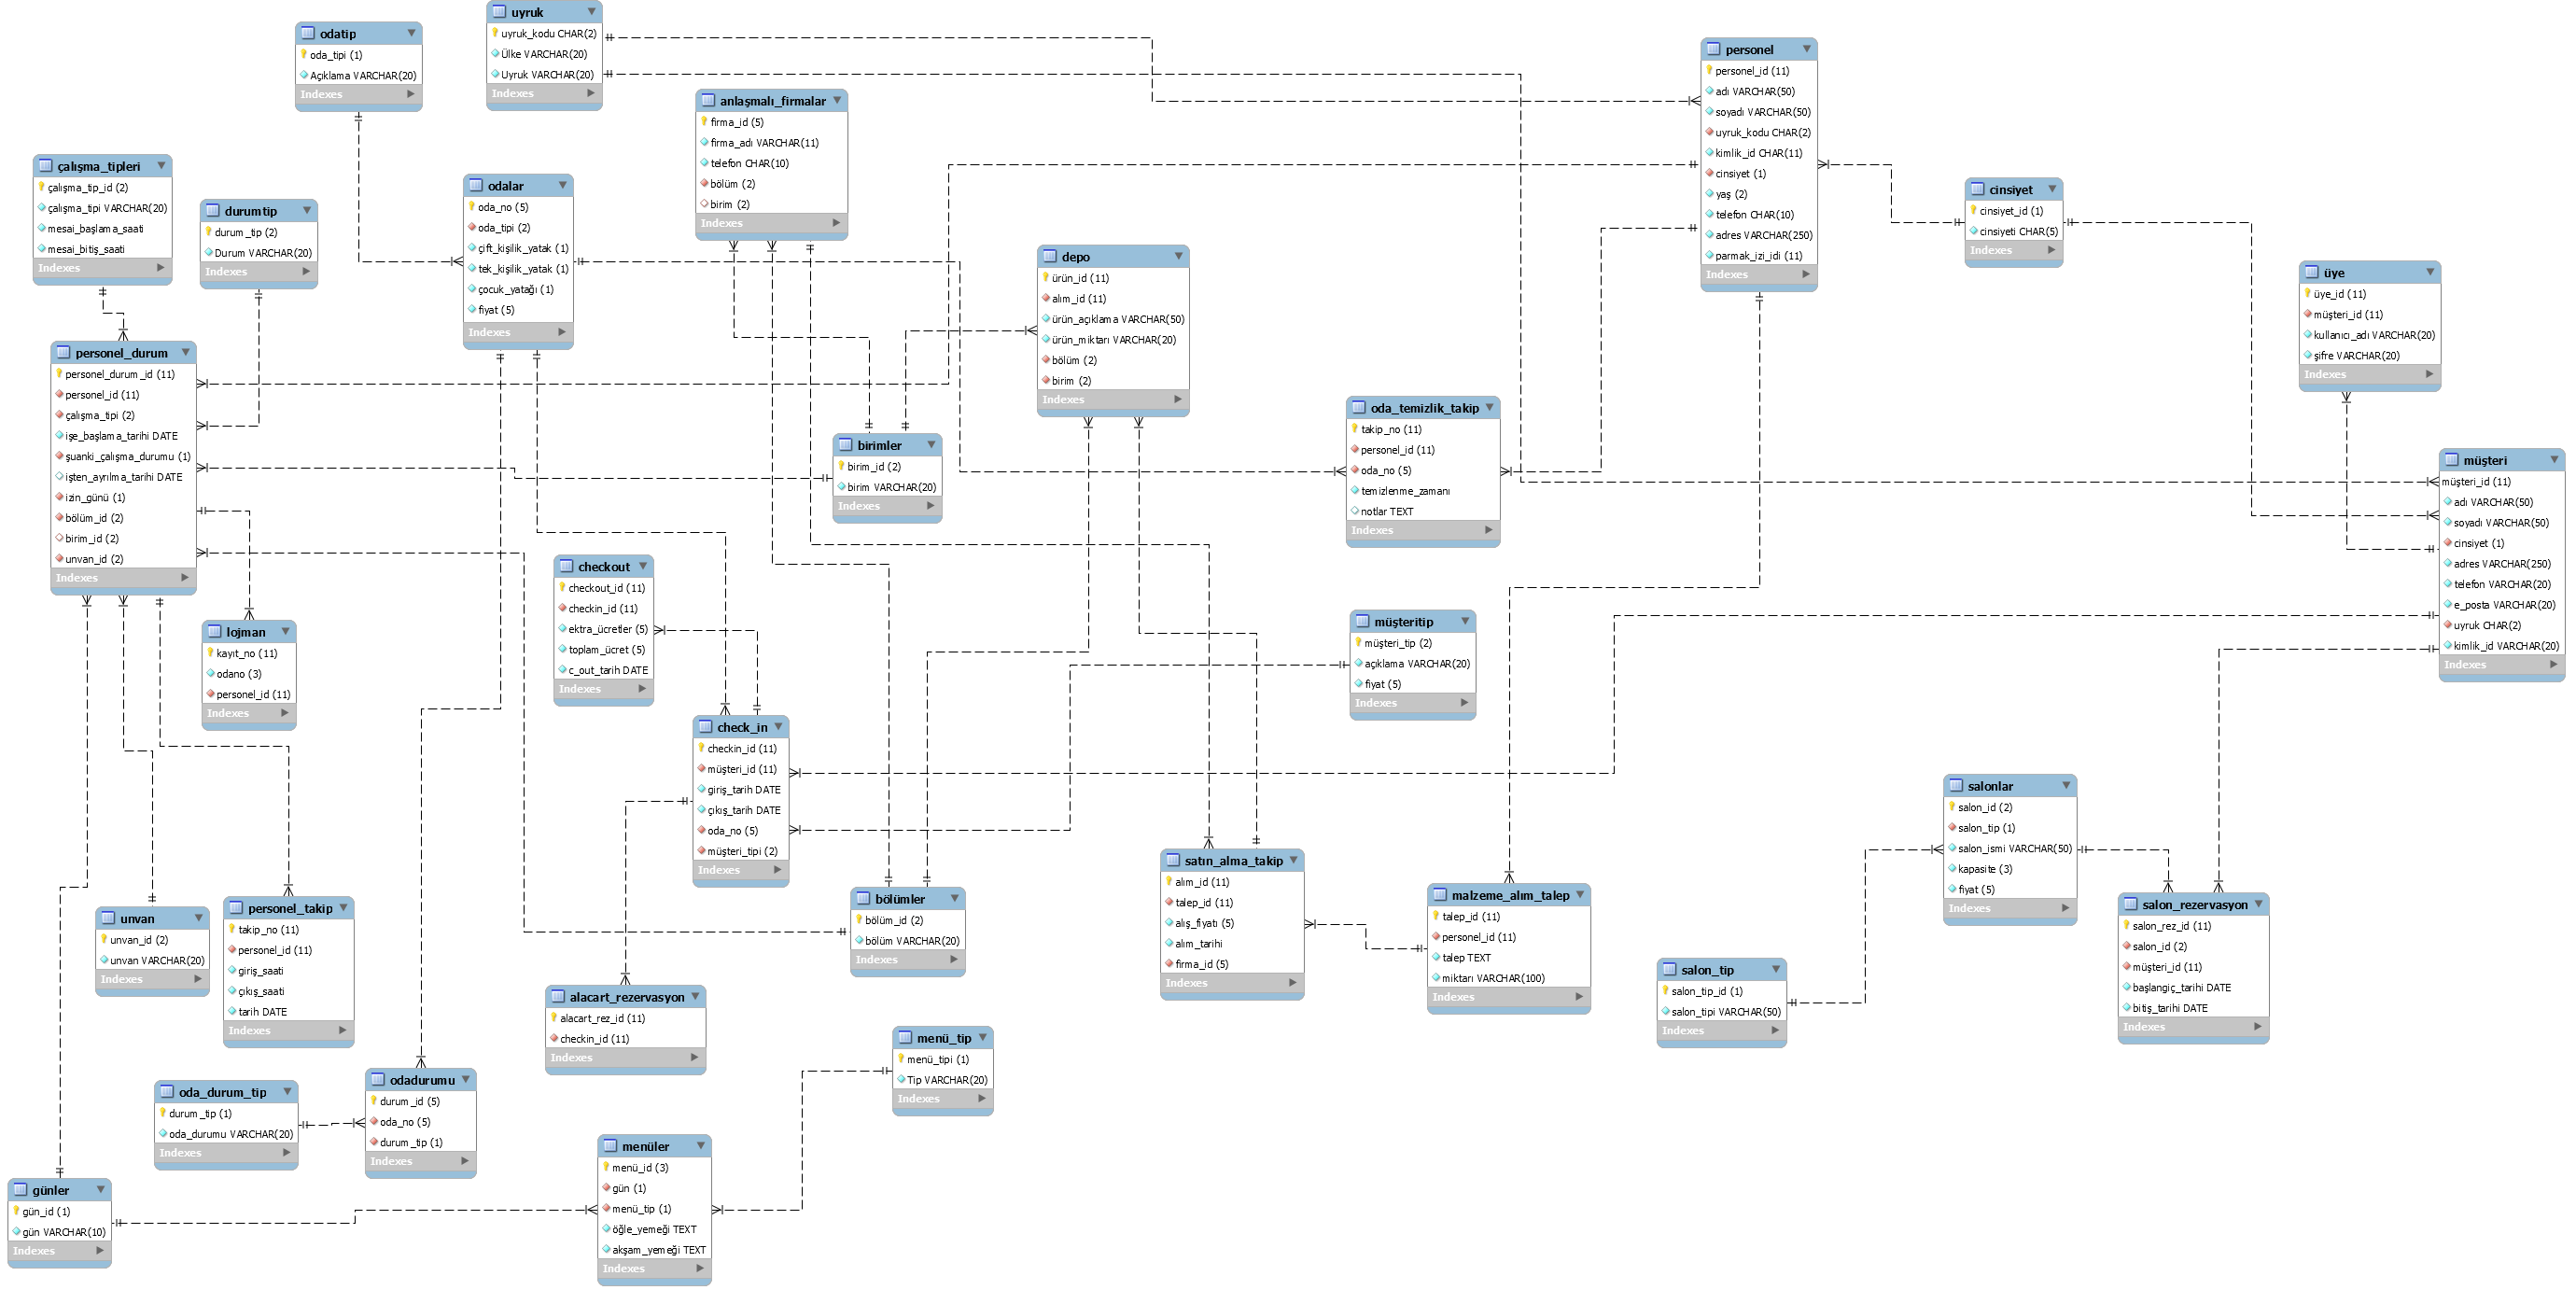 odatip
oda_tipi (1)
Açıklama VARCHAR(20)
Indexes
uyruk
uyruk_kodu CHAR(2)
Ülke VARCHAR(20)
Uyruk VARCHAR(20)
Indexes
anlaşmalı_firmalar
firma_id (5)
firma_adı VARCHAR(11)
telefon CHAR(10)
bölüm (2)
birim (2)
Indexes
personel
personel_id (11)
adı VARCHAR(50)
soyadı VARCHAR(50)
uyruk_kodu CHAR(2)
kimlik_id CHAR(11)
cinsiyet (1)
yaş (2)
telefon CHAR(10)
adres VARCHAR(250)
parmak_izi_idi (11)
Indexes
çalışma_tipleri
çalışma_tip_id (2)
çalışma_tipi VARCHAR(20)
mesai_başlama_saati
mesai_bitiş_saati
Indexes
durumtip
durum_tip (2)
Durum VARCHAR(20)
Indexes
odalar
oda_no (5)
oda_tipi (2)
çift_kişilik_yatak (1)
tek_kişilik_yatak (1)
çocuk_yatağı (1)
fiyat (5)
Indexes
cinsiyet
cinsiyet_id (1)
cinsiyeti CHAR(5)
Indexes
depo
ürün_id (11)
alım_id (11)
ürün_açıklama VARCHAR(50)
ürün_miktarı VARCHAR(20)
bölüm (2)
birim (2)
Indexes
üye
üye_id (11)
müşteri_id (11)
kullanıcı_adı VARCHAR(20)
şifre VARCHAR(20)
Indexes
personel_durum
personel_durum_id (11)
personel_id (11)
çalışma_tipi (2)
işe_başlama_tarihi DATE
şuanki_çalışma_durumu (1)
işten_ayrılma_tarihi DATE
izin_günü (1)
bölüm_id (2)
birim_id (2)
unvan_id (2)
Indexes
birimler
birim_id (2)
birim VARCHAR(20)
Indexes
oda_temizlik_takip
takip_no (11)
personel_id (11)
oda_no (5)
temizlenme_zamanı
notlar TEXT
Indexes
müşteri
müşteri_id (11)
adı VARCHAR(50)
soyadı VARCHAR(50)
cinsiyet (1)
adres VARCHAR(250)
telefon VARCHAR(20)
e_posta VARCHAR(20)
uyruk CHAR(2)
kimlik_id VARCHAR(20)
Indexes
checkout
checkout_id (11)
checkin_id (11)
ektra_ücretler (5)
toplam_ücret (5)
c_out_tarih DATE
Indexes
lojman
kayıt_no (11)
odano (3)
personel_id (11)
Indexes
müşteritip
müşteri_tip (2)
açıklama VARCHAR(20)
fiyat (5)
Indexes
check_in
checkin_id (11)
müşteri_id (11)
giriş_tarih DATE
çıkış_tarih DATE
oda_no (5)
müşteri_tipi (2)
Indexes
salonlar
salon_id (2)
salon_tip (1)
salon_ismi VARCHAR(50)
kapasite (3)
fiyat (5)
Indexes
satın_alma_takip
alım_id (11)
talep_id (11)
alış_fiyatı (5)
alım_tarihi
firma_id (5)
Indexes
malzeme_alım_talep
talep_id (11)
personel_id (11)
talep TEXT
miktarı VARCHAR(100)
Indexes
bölümler
bölüm_id (2)
bölüm VARCHAR(20)
Indexes
salon_rezervasyon
salon_rez_id (11)
salon_id (2)
müşteri_id (11)
başlangıç_tarihi DATE
bitiş_tarihi DATE
Indexes
unvan
unvan_id (2)
unvan VARCHAR(20)
Indexes
personel_takip
takip_no (11)
personel_id (11)
giriş_saati
çıkış_saati
tarih DATE
Indexes
salon_tip
salon_tip_id (1)
salon_tipi VARCHAR(50)
Indexes
alacart_rezervasyon
alacart_rez_id (11)
checkin_id (11)
Indexes
menü_tip
menü_tipi (1)
Tip VARCHAR(20)
Indexes
odadurumu
durum_id (5)
oda_no (5)
durum_tip (1)
Indexes
oda_durum_tip
durum_tip (1)
oda_durumu VARCHAR(20)
Indexes
menüler
menü_id (3)
gün (1)
menü_tip (1)
öğle_yemeği TEXT
akşam_yemeği TEXT
Indexes
günler
gün_id (1)
gün VARCHAR(10)
Indexes